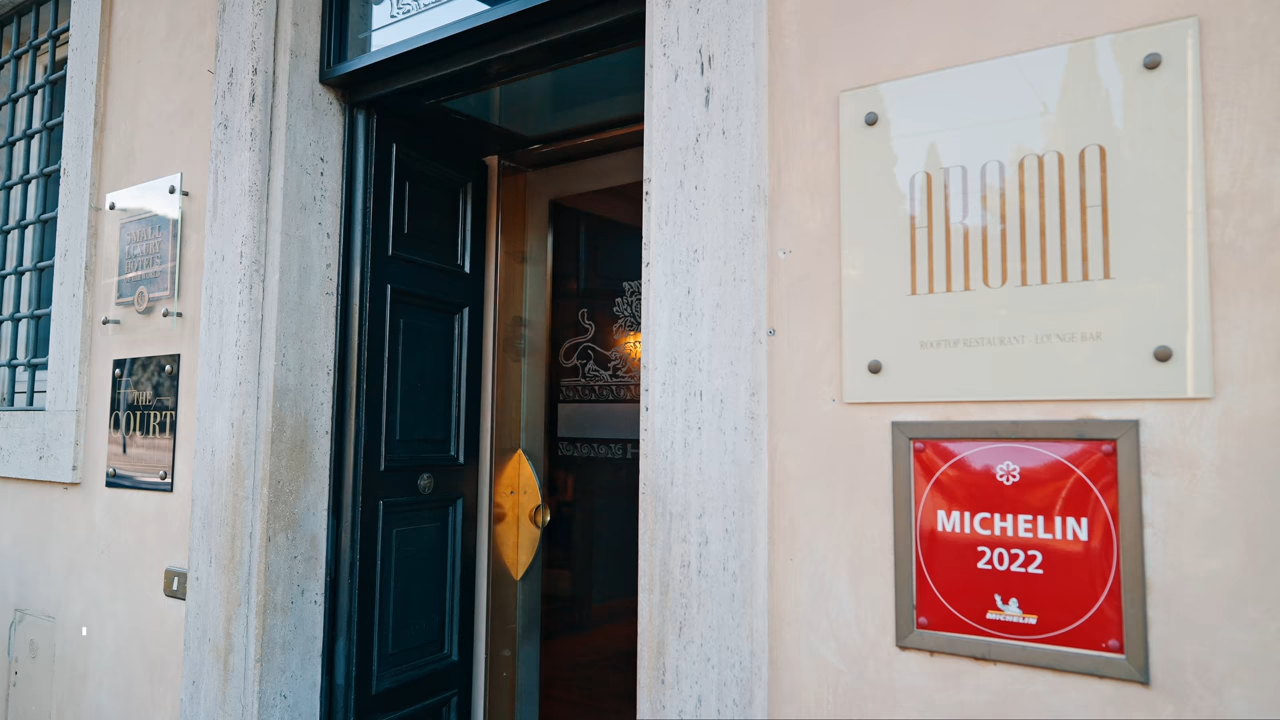 SMALL
LUXURY
HOTELS
THE
COURT
AROMA
ROOFTOP RESTAURANT - LOUNGE BAR
MICHELIN
2022
MICHELIN